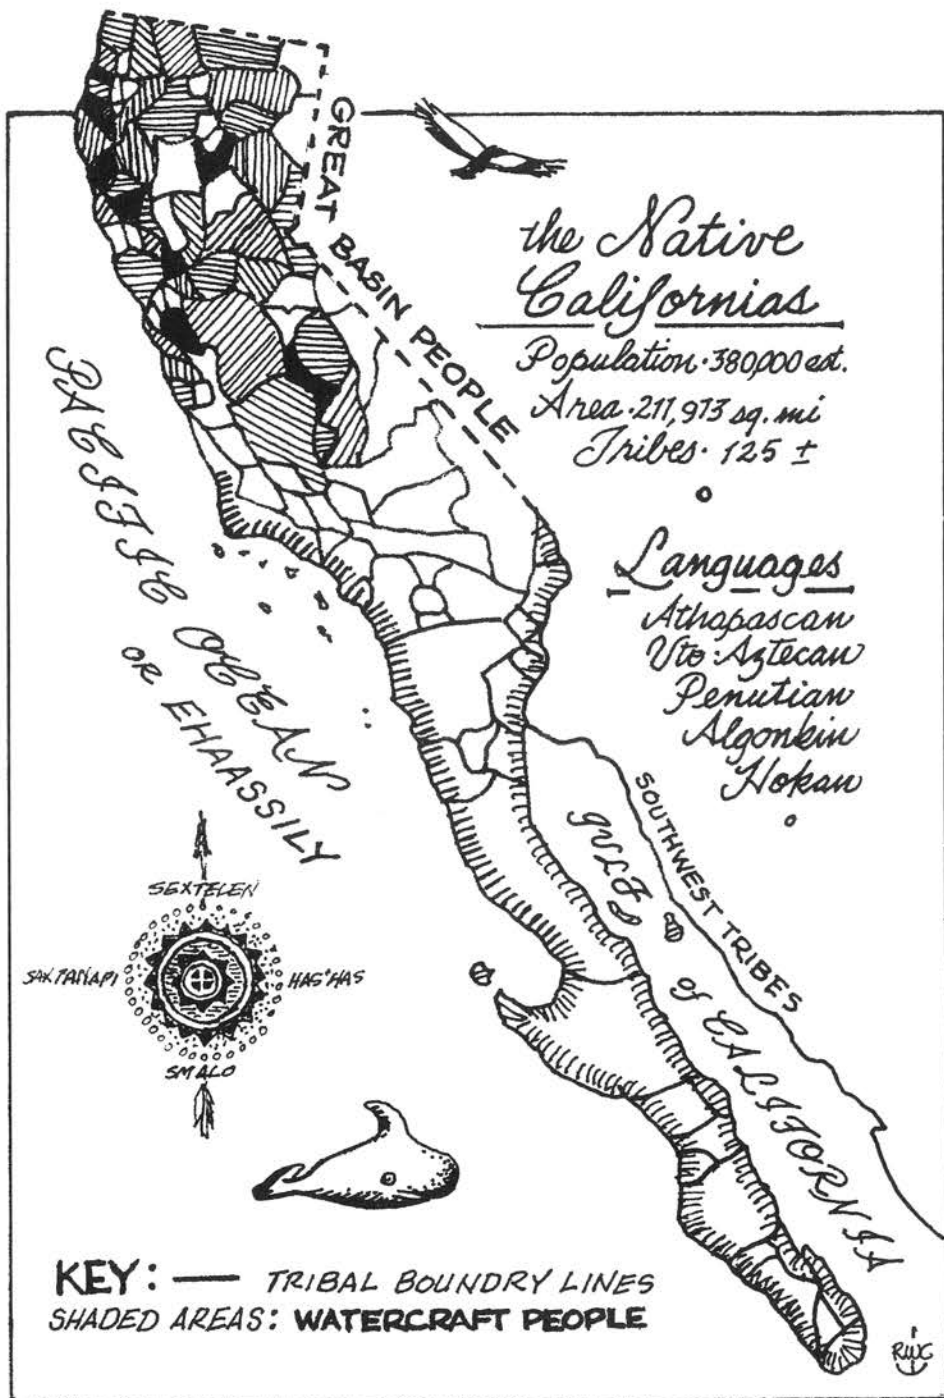 GREAT BASIN PEOPLE
the Native
Californias
Population · 380,000 est.
Area · 211,973 sq. mi
Tribes · 125 ±
Languages
Athapascan
Uto-Aztecan
Penutian
Algonkin
Hokan
PACIFIC OCEAN
OR EHAASSILY
SOUTHWEST TRIBES
GULF of CALIFORNIA
SEXTELEN
SAXTANAPI
HAS'HAS
SMALO
KEY: — TRIBAL BOUNDRY LINES
SHADED AREAS: WATERCRAFT PEOPLE
RWC